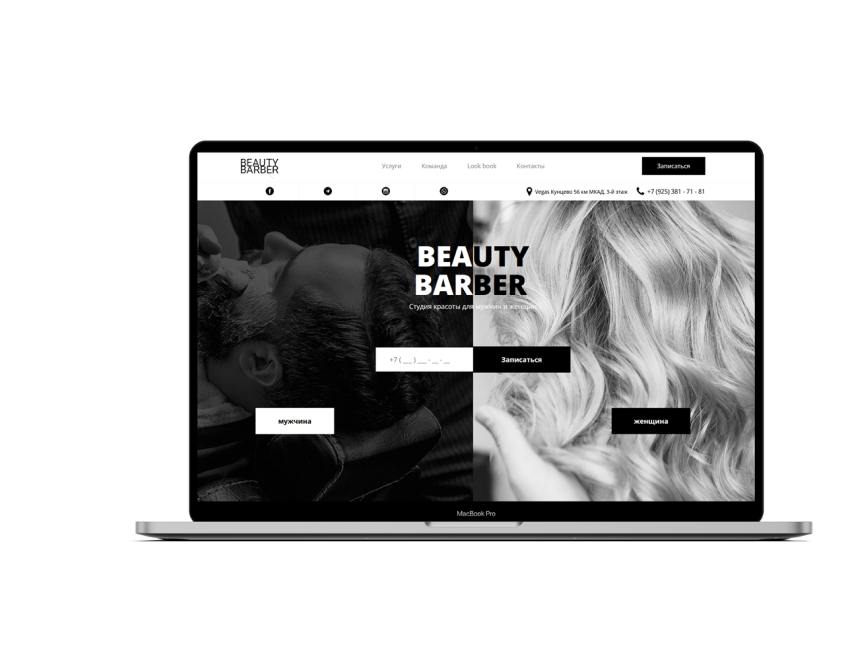 BEAUTY
BARBER
Услуги Команда Look book Контакты
Записаться
Vegas Кунцево 56 км МКАД, 3-й этаж +7 (925) 381 - 71 - 81
BEAUTY
BARBER
Студия красоты для мужчин и женщин
+7 ( __ ) ___ - __ - __
Записаться
мужчина
женщина
MacBook Pro